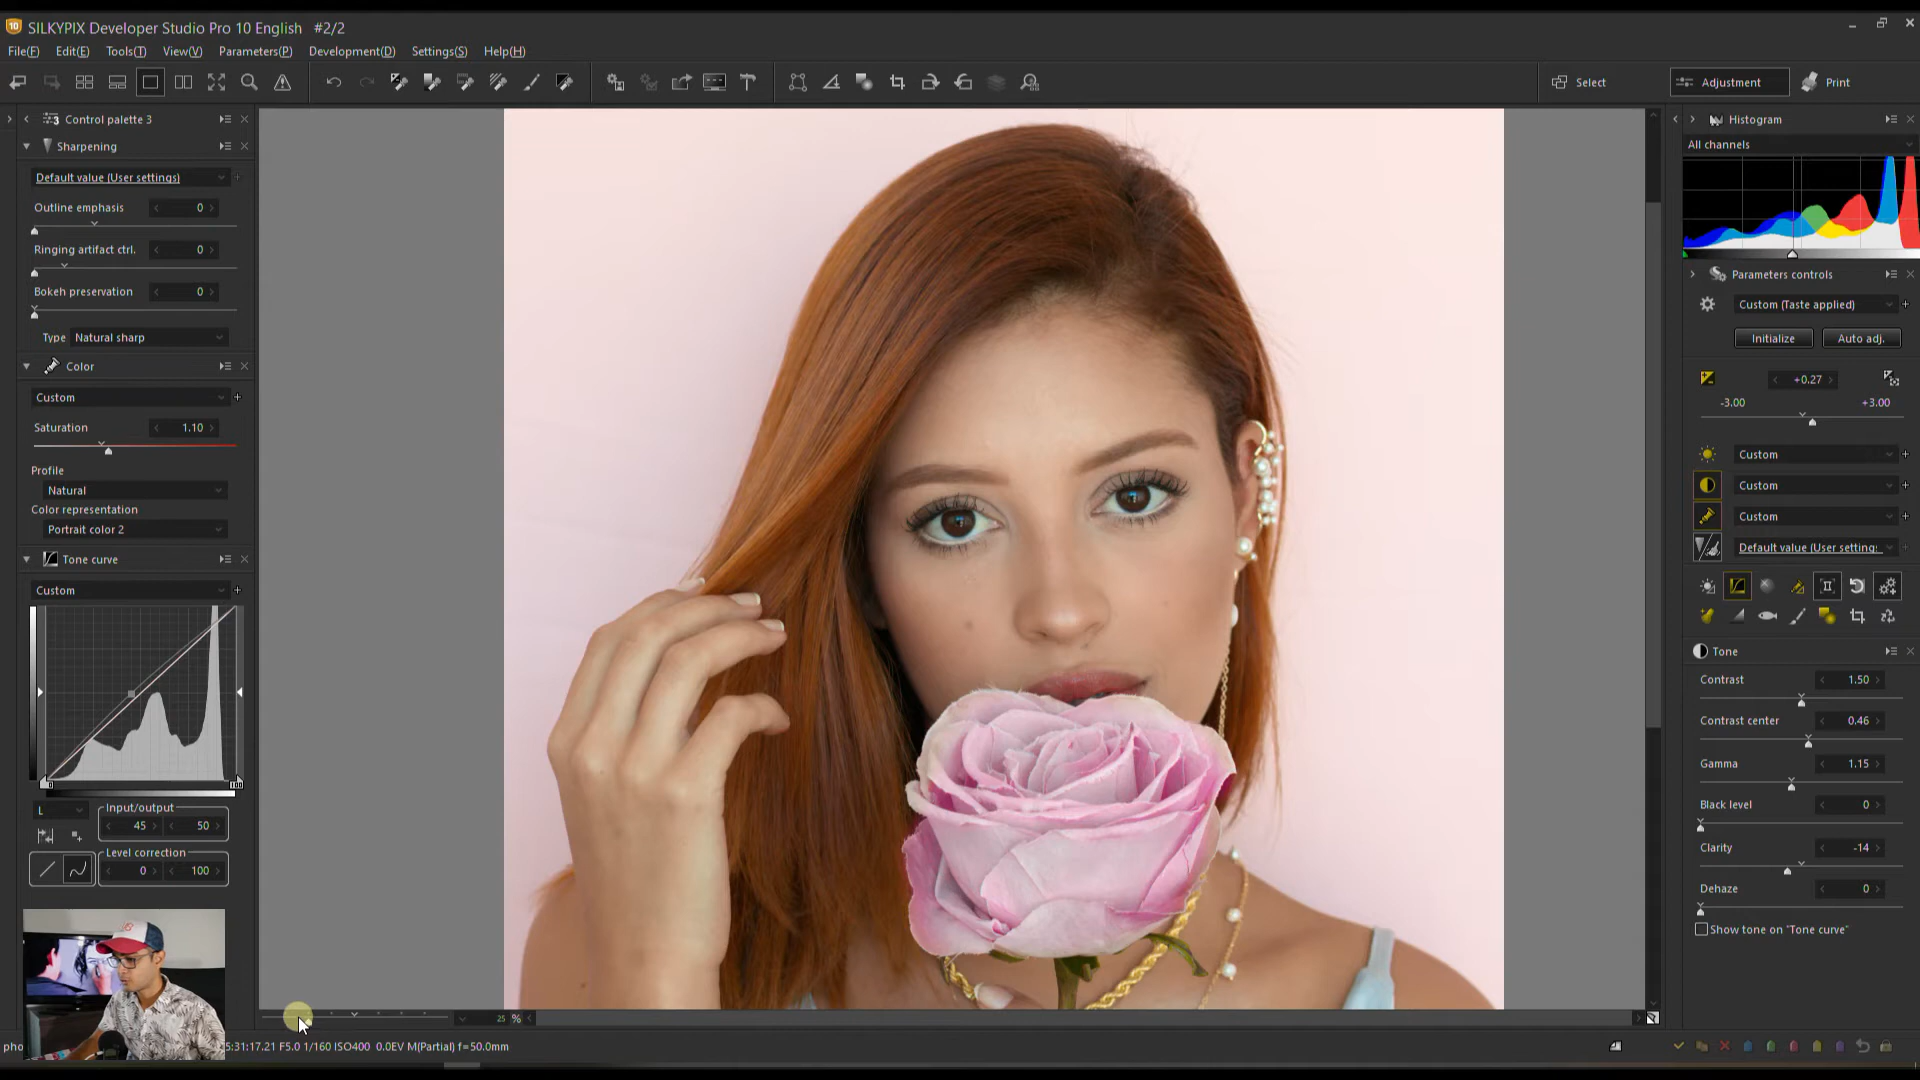 SILKYPIX Developer Studio Pro 10 English #2/2
File(F) Edit(E) Tools(T) View(V) Parameters(P) Development(D) Settings(S) Help(H)
Select Adjustment Print
Control palette 3
Sharpening
Default value (User settings)
Outline emphasis 0
Ringing artifact ctrl. 0
Bokeh preservation 0
Type Natural sharp
Color
Custom
Saturation 1.10
Profile
Natural
Color representation
Portrait color 2
Tone curve
Custom
0 100
L
Input/output
45 50
Level correction
0 100
25 %
pho
5:31:17.21 F5.0 1/160 ISO400 0.0EV M(Partial) f=50.0mm
Histogram
All channels
Parameters controls
Custom (Taste applied)
Initialize Auto adj.
+0.27
-3.00 +3.00
Custom
Custom
Custom
Default value (User setting:
Tone
Contrast 1.50
Contrast center 0.46
Gamma 1.15
Black level 0
Clarity -14
Dehaze 0
Show tone on "Tone curve"